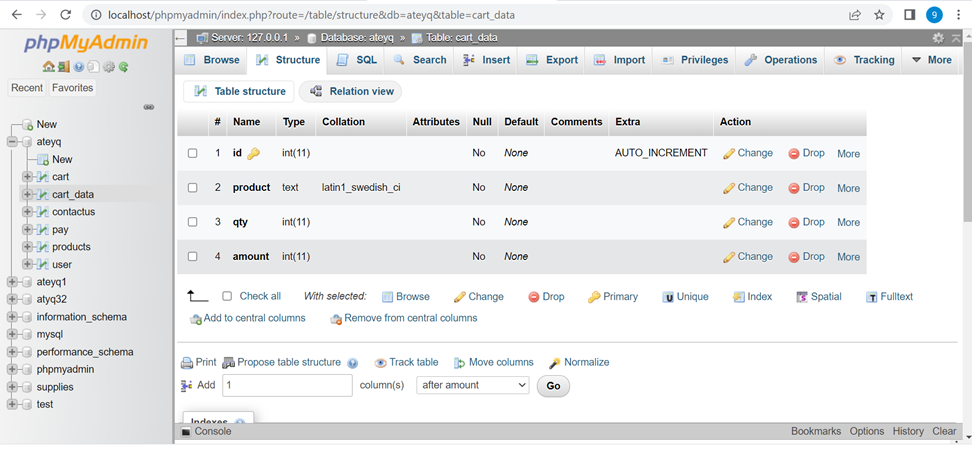 localhost/phpmyadmin/index.php?route=/table/structure&db=ateyq&table=cart_data
9
phpMyAdmin
Recent Favorites
New
ateyq
New
cart
cart_data
contactus
pay
products
user
ateyq1
atyq32
information_schema
mysql
performance_schema
phpmyadmin
supplies
test
Server: 127.0.0.1 » Database: ateyq » Table: cart_data
Browse Structure SQL Search Insert Export Import Privileges Operations Tracking More
Table structure Relation view
# Name Type Collation Attributes Null Default Comments Extra Action
1 id int(11) No None AUTO_INCREMENT Change Drop More
2 product text latin1_swedish_ci No None Change Drop More
3 qty int(11) No None Change Drop More
4 amount int(11) No None Change Drop More
Check all With selected: Browse Change Drop Primary Unique Index Spatial Fulltext
Add to central columns Remove from central columns
Print Propose table structure Track table Move columns Normalize
Add 1 column(s) after amount Go
Indexes
Console Bookmarks Options History Clear